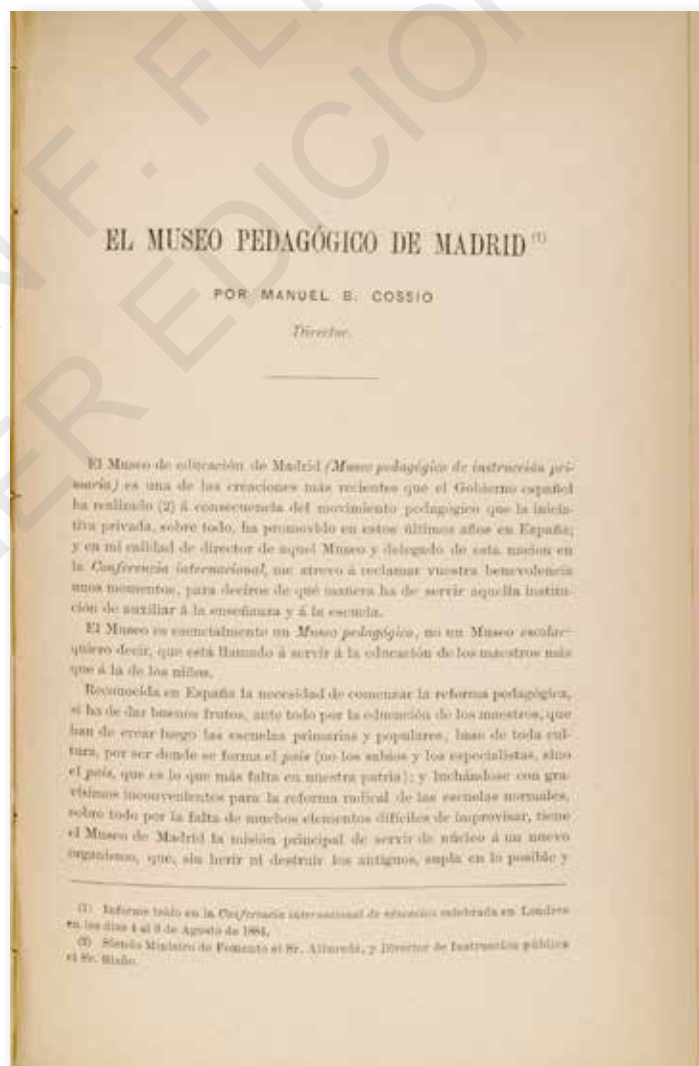 EL MUSEO PEDAGÓGICO DE MADRID (1)
POR MANUEL B. COSSÍO
Director.
El Museo de educación de Madrid (Museo pedagógico de instrucción pri-
maria) es una de las creaciones más recientes que el Gobierno español
ha realizado (2) á consecuencia del movimiento pedagógico que la inicia-
tiva privada, sobre todo, ha promovido en estos últimos años en España;
y en mi calidad de director de aquel Museo y delegado de esta nación en
la Conferencia internacional, me atrevo á reclamar vuestra benevolencia
unos momentos, para deciros de qué manera ha de servir aquella institu-
ción de auxiliar á la enseñanza y á la escuela.
El Museo es esencialmente un Museo pedagógico, no un Museo escolar
quiero decir, que está llamado á servir á la educación de los maestros más
que á la de los niños.
Reconocida en España la necesidad de comenzar la reforma pedagógica,
si ha de dar buenos frutos, ante todo por la educación de los maestros, que
han de crear luego las escuelas primarias y populares, base de toda cul-
tura, por ser donde se forma el país (no los sabios y los especialistas, sino
el país, que es lo que más falta en nuestra patria); y luchándose con gra-
vísimos inconvenientes para la reforma radical de las escuelas normales,
sobre todo por la falta de muchos elementos difíciles de improvisar, tiene
el Museo de Madrid la misión principal de servir de núcleo á un nuevo
organismo, que, sin herir ni destruir los antiguos, supla en lo posible y
(1) Informe leído en la Conferencia internacional de educación celebrada en Londres
en los días 4 al 9 de Agosto de 1884.
(2) Siendo Ministro de Fomento el Sr. Albareda, y Director de Instrucción pública
el Sr. Riaño.